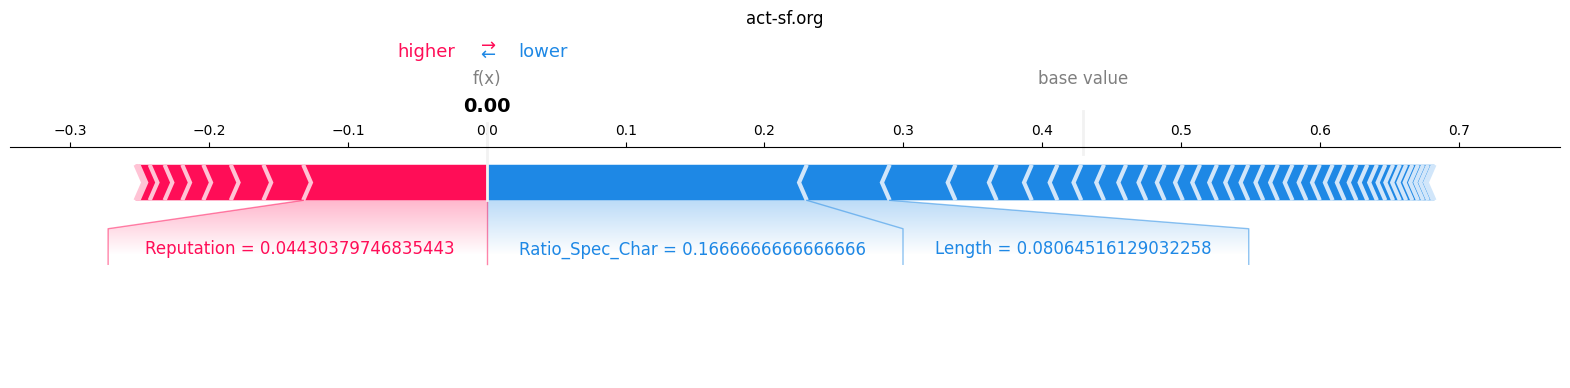 act-sf.org
higher ⇄ lower
f(x) base value
0.00
−0.3 −0.2 −0.1 0.0 0.1 0.2 0.3 0.4 0.5 0.6 0.7
Reputation = 0.04430379746835443 Ratio_Spec_Char = 0.1666666666666666 Length = 0.08064516129032258